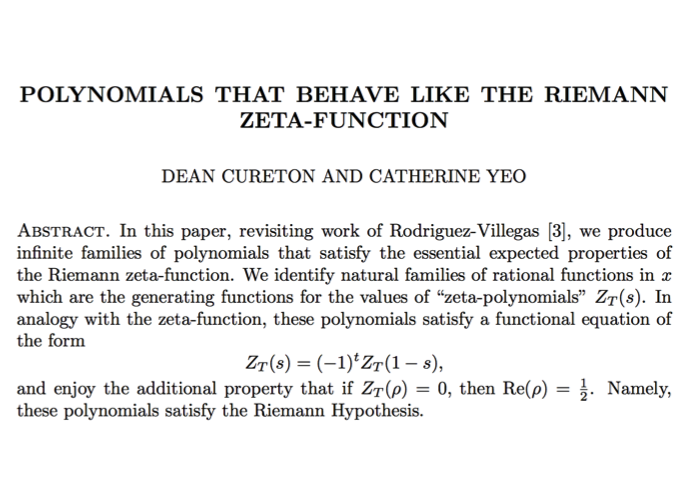 POLYNOMIALS THAT BEHAVE LIKE THE RIEMANN
ZETA-FUNCTION
DEAN CURETON AND CATHERINE YEO
ABSTRACT. In this paper, revisiting work of Rodriguez-Villegas [3], we produce
infinite families of polynomials that satisfy the essential expected properties of
the Riemann zeta-function. We identify natural families of rational functions in x
which are the generating functions for the values of “zeta-polynomials” Z_T(s). In
analogy with the zeta-function, these polynomials satisfy a functional equation of
the form
Z_T(s) = (−1)^t Z_T(1 − s),
and enjoy the additional property that if Z_T(ρ) = 0, then Re(ρ) = 1/2. Namely,
these polynomials satisfy the Riemann Hypothesis.